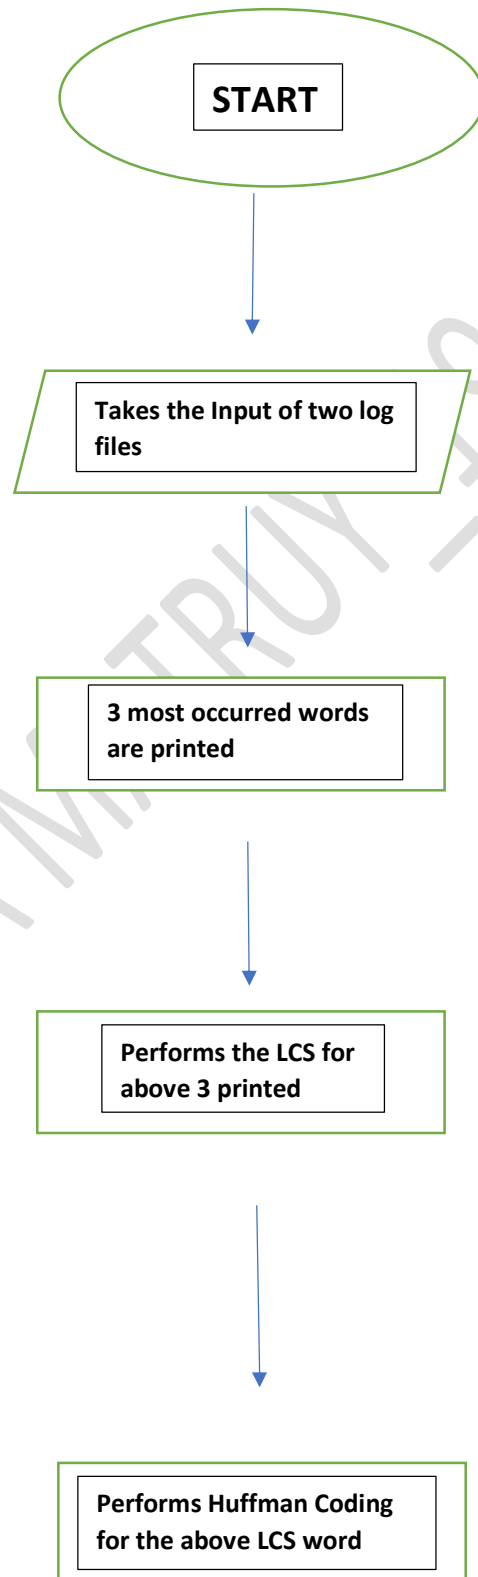 START
Takes the Input of two log
files
3 most occurred words
are printed
Performs the LCS for
above 3 printed
Performs Huffman Coding
for the above LCS word